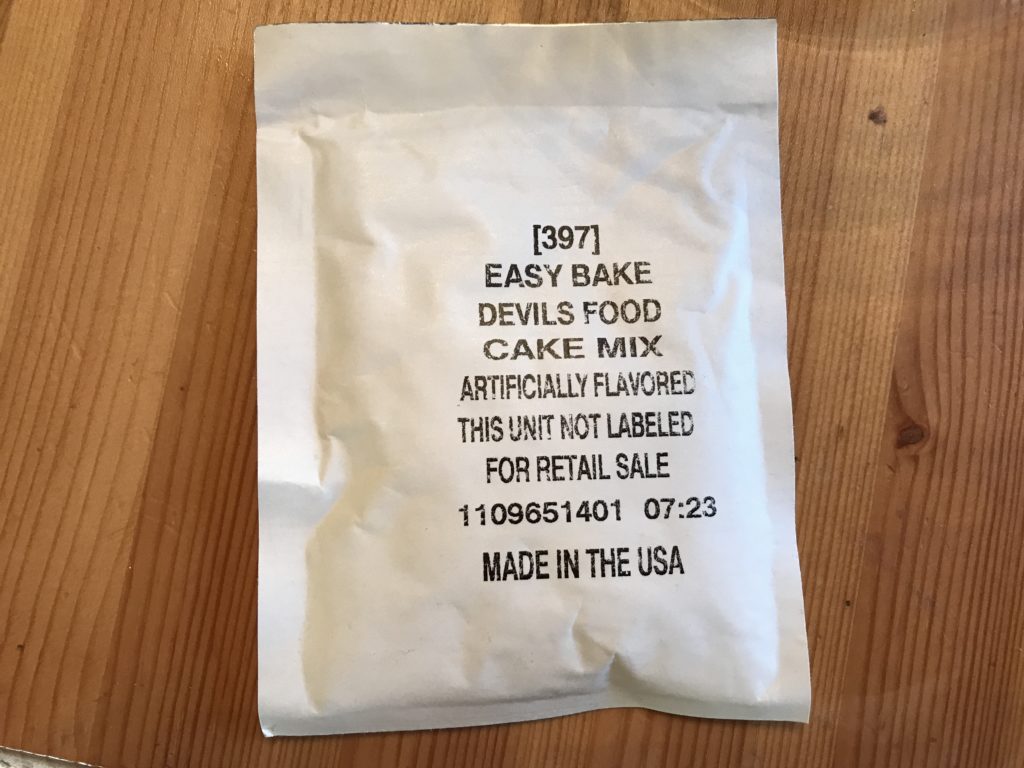 [397]
EASY BAKE
DEVILS FOOD
CAKE MIX
ARTIFICIALLY FLAVORED
THIS UNIT NOT LABELED
FOR RETAIL SALE
1109651401 07:23
MADE IN THE USA